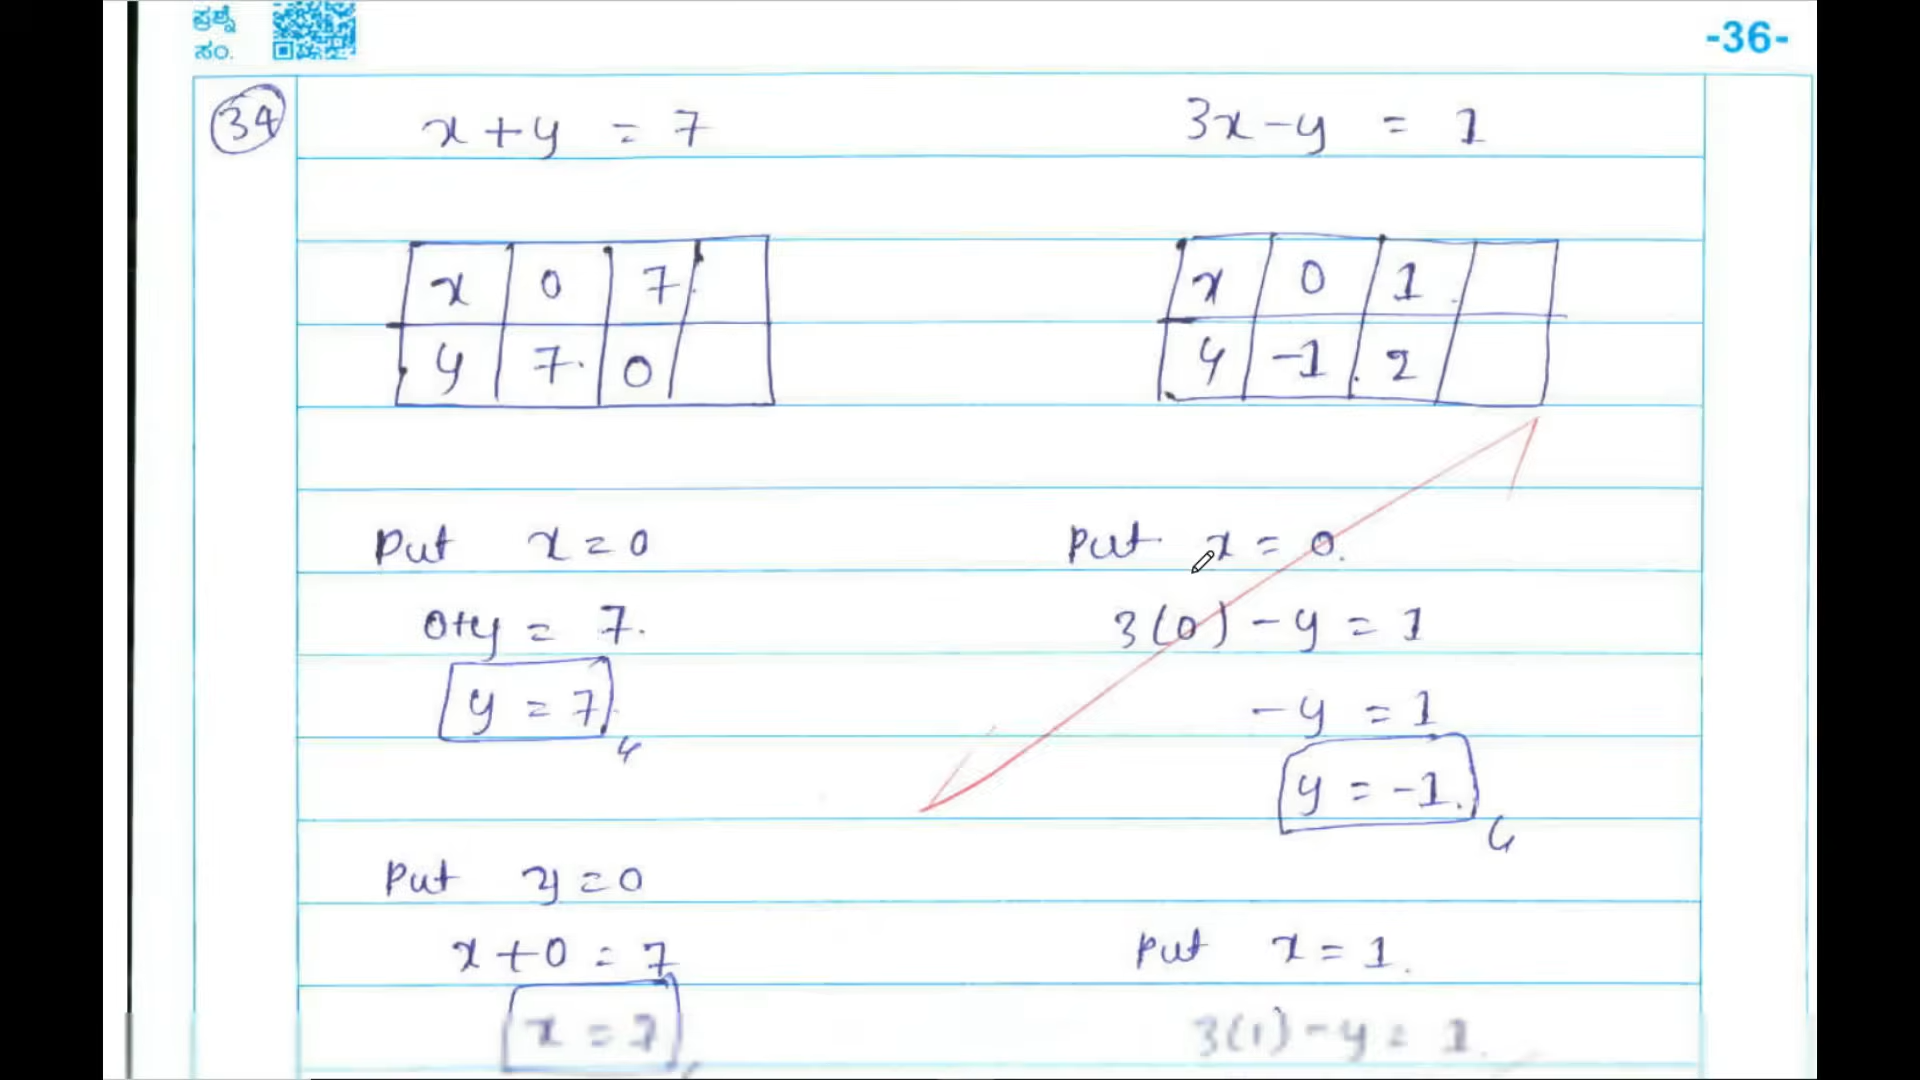 ಪ್ರಶ್ನೆ
ಸಂ.
-36-
34
x + y = 7
3x - y = 1
x 0 7
y 7 0
x 0 1
y -1 2
Put x = 0
Put x = 0
0+y = 7
3(0) - y = 1
y = 7
-y = 1
y = -1
Put y = 0
x + 0 = 7
Put x = 1
x = 7
3(1) - y = 1